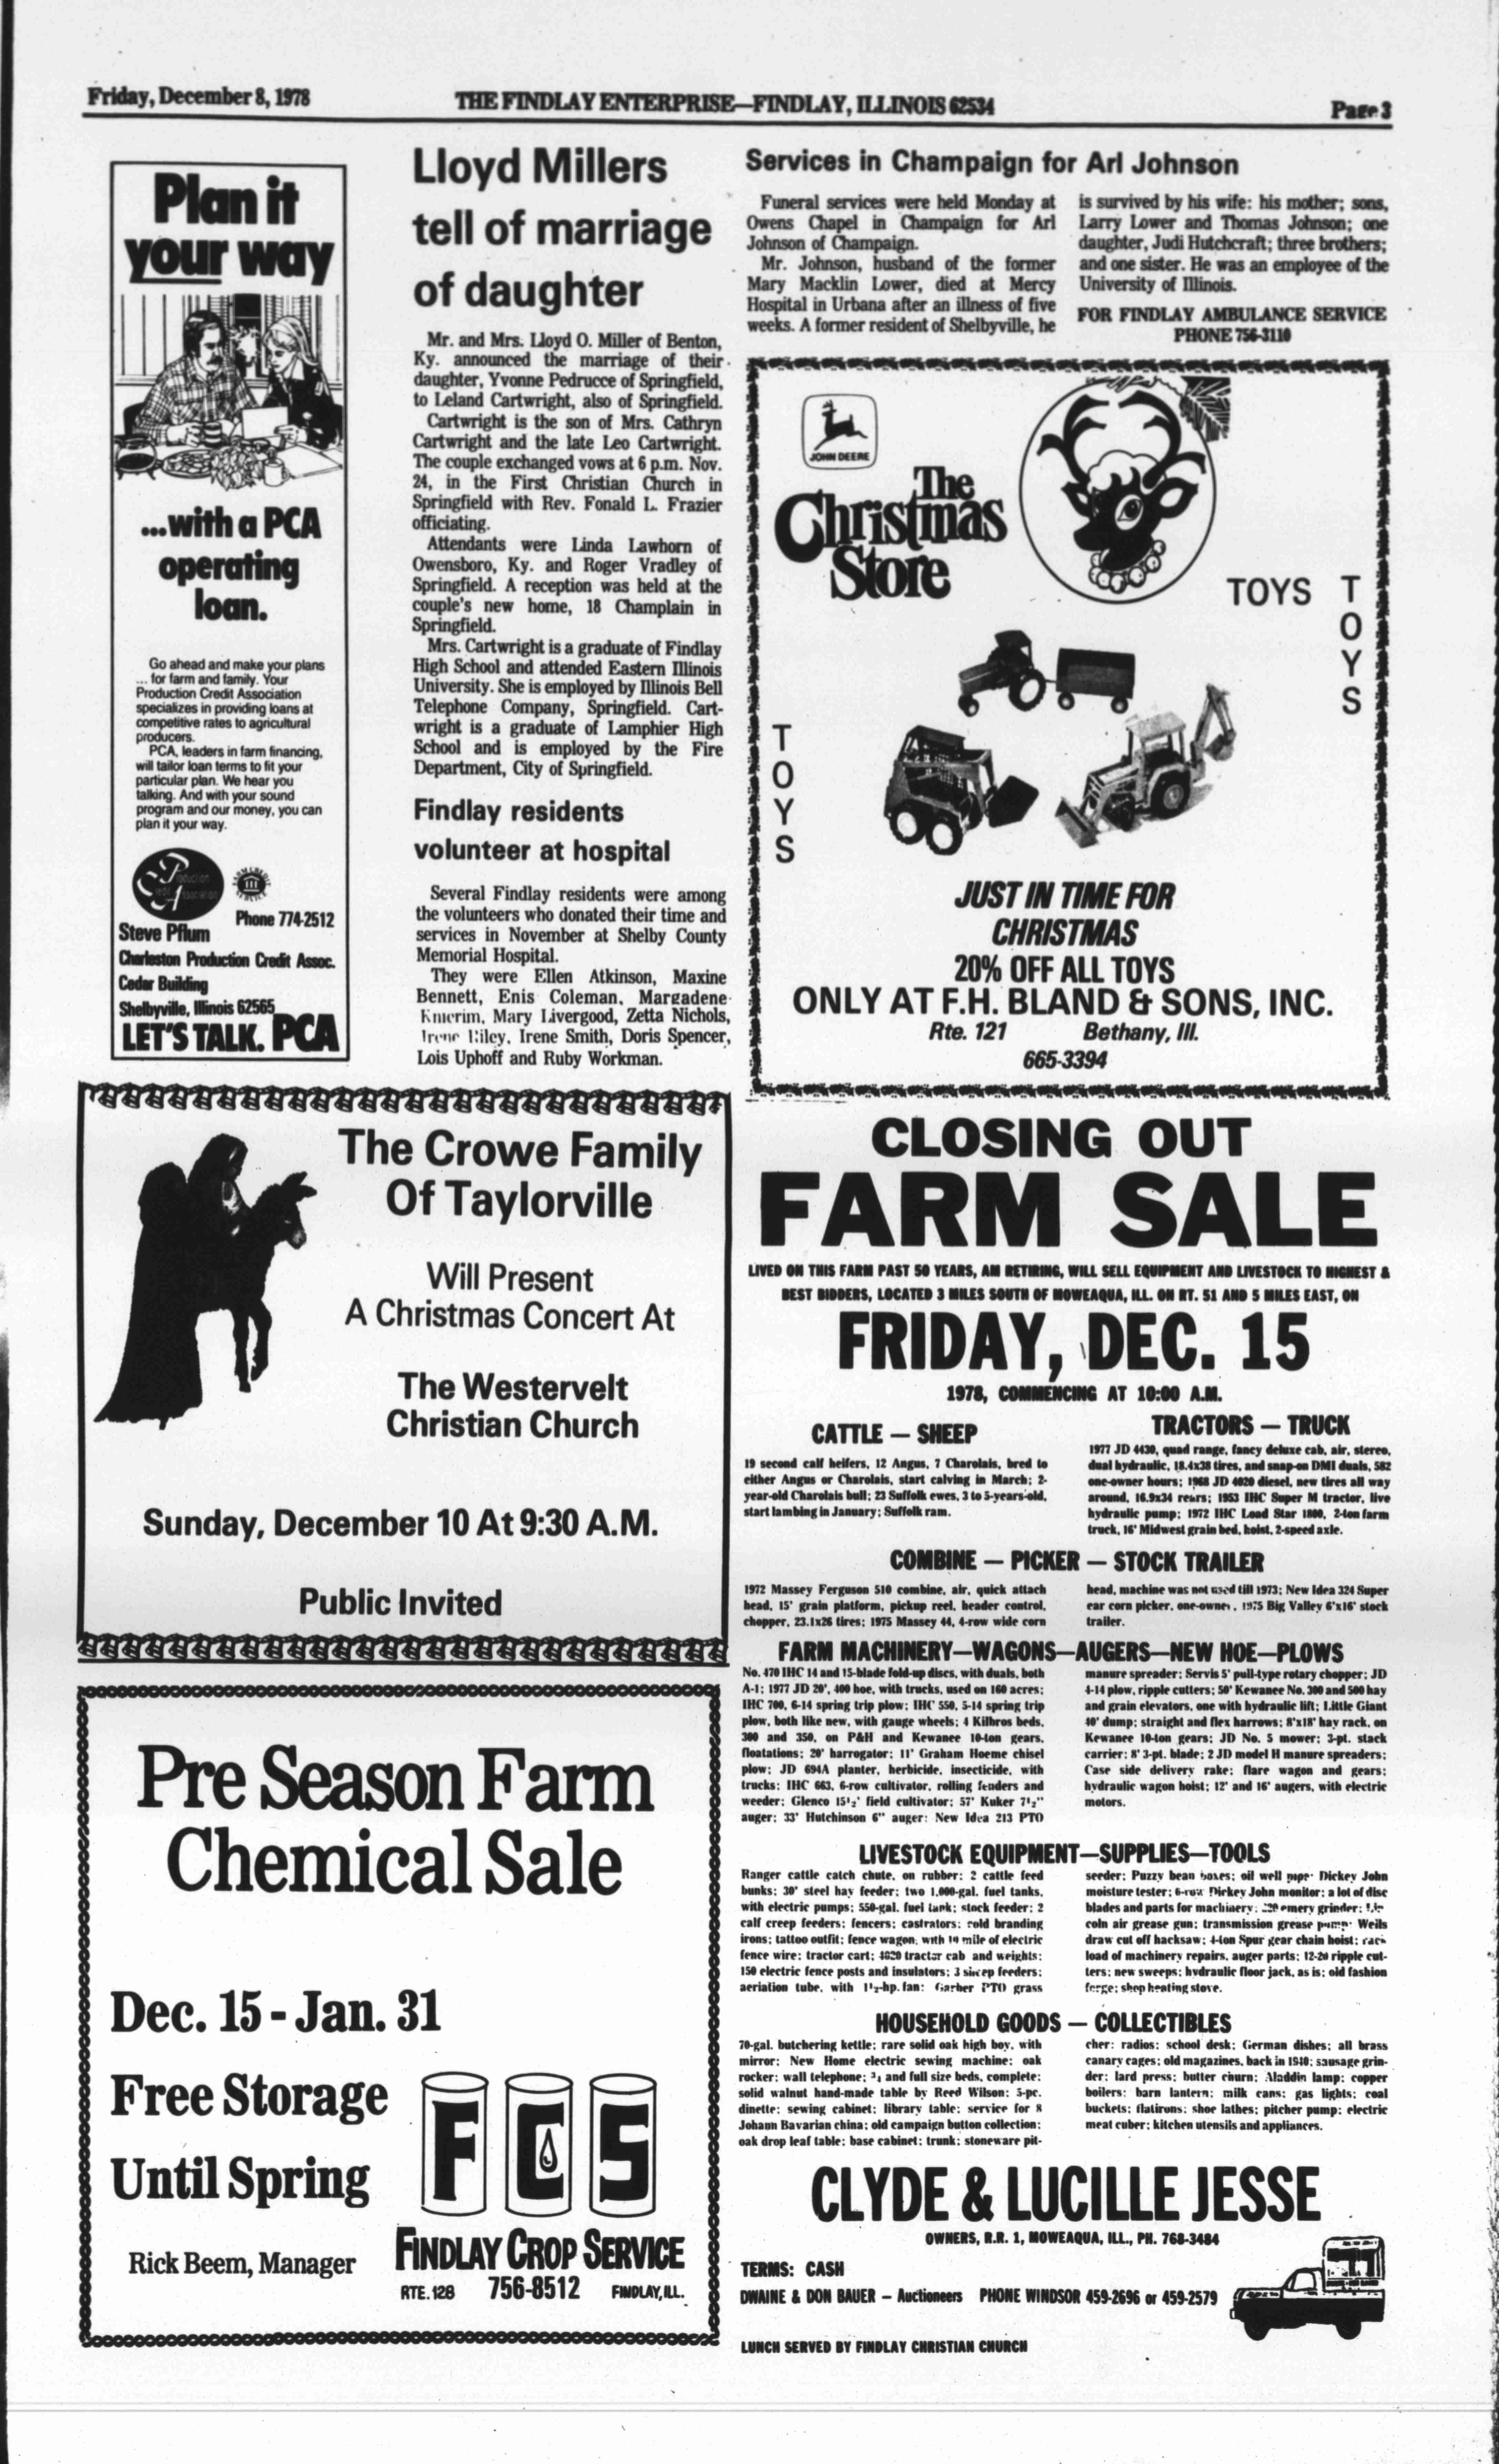 Friday, December 8, 1978
THE FINDLAY ENTERPRISE—FINDLAY, ILLINOIS 62534
Page 3
Plan it
your way
...with a PCA
operating
loan.
Go ahead and make your plans
... for farm and family. Your
Production Credit Association
specializes in providing loans at
competitive rates to agricultural
producers.
PCA, leaders in farm financing,
will tailor loan terms to fit your
particular plan. We hear you
talking. And with your sound
program and our money, you can
plan it your way.
Production
Credit Association
Phone 774-2512
Steve Pflum
Charleston Production Credit Assoc.
Cedar Building
Shelbyville, Illinois 62565
LET'S TALK. PCA
Lloyd Millers
tell of marriage
of daughter
Mr. and Mrs. Lloyd O. Miller of Benton,
Ky. announced the marriage of their
daughter, Yvonne Pedrucce of Springfield,
to Leland Cartwright, also of Springfield.
Cartwright is the son of Mrs. Cathryn
Cartwright and the late Leo Cartwright.
The couple exchanged vows at 6 p.m. Nov.
24, in the First Christian Church in
Springfield with Rev. Fonald L. Frazier
officiating.
Attendants were Linda Lawhorn of
Owensboro, Ky. and Roger Vradley of
Springfield. A reception was held at the
couple's new home, 18 Champlain in
Springfield.
Mrs. Cartwright is a graduate of Findlay
High School and attended Eastern Illinois
University. She is employed by Illinois Bell
Telephone Company, Springfield. Cart-
wright is a graduate of Lamphier High
School and is employed by the Fire
Department, City of Springfield.
Findlay residents
volunteer at hospital
Several Findlay residents were among
the volunteers who donated their time and
services in November at Shelby County
Memorial Hospital.
They were Ellen Atkinson, Maxine
Bennett, Enis Coleman, Margadene
Knierim, Mary Livergood, Zetta Nichols,
Irene Riley, Irene Smith, Doris Spencer,
Lois Uphoff and Ruby Workman.
Services in Champaign for Arl Johnson
Funeral services were held Monday at
Owens Chapel in Champaign for Arl
Johnson of Champaign.
Mr. Johnson, husband of the former
Mary Macklin Lower, died at Mercy
Hospital in Urbana after an illness of five
weeks. A former resident of Shelbyville, he
is survived by his wife; his mother; sons,
Larry Lower and Thomas Johnson; one
daughter, Judi Hutchcraft; three brothers;
and one sister. He was an employee of the
University of Illinois.
FOR FINDLAY AMBULANCE SERVICE
PHONE 756-3110
JOHN DEERE
The
Christmas
Store
TOYS
TOYS
TOYS
JUST IN TIME FOR
CHRISTMAS
20% OFF ALL TOYS
ONLY AT F.H. BLAND & SONS, INC.
Rte. 121 Bethany, Ill.
665-3394
The Crowe Family
Of Taylorville
Will Present
A Christmas Concert At
The Westervelt
Christian Church
Sunday, December 10 At 9:30 A.M.
Public Invited
Pre Season Farm
Chemical Sale
Dec. 15 - Jan. 31
Free Storage
Until Spring
Rick Beem, Manager
FCS
FINDLAY CROP SERVICE
RTE. 128 756-8512 FINDLAY, ILL.
CLOSING OUT
FARM SALE
LIVED ON THIS FARM PAST 50 YEARS, AM RETIRING, WILL SELL EQUIPMENT AND LIVESTOCK TO HIGHEST &
BEST BIDDERS, LOCATED 3 MILES SOUTH OF MOWEAQUA, ILL. ON RT. 51 AND 5 MILES EAST, ON
FRIDAY, DEC. 15
1978, COMMENCING AT 10:00 A.M.
CATTLE — SHEEP
19 second calf heifers, 12 Angus, 7 Charolais, bred to
either Angus or Charolais, start calving in March; 2-
year-old Charolais bull; 23 Suffolk ewes, 3 to 5-years-old,
start lambing in January; Suffolk ram.
TRACTORS — TRUCK
1977 JD 4430, quad range, fancy deluxe cab, air, stereo,
dual hydraulic, 18.4x38 tires, and snap-on DMI duals, 582
one-owner hours; 1968 JD 4020 diesel, new tires all way
around, 16.9x34 rears; 1953 IHC Super M tractor, live
hydraulic pump; 1972 IHC Load Star 1800, 2-ton farm
truck, 16' Midwest grain bed, hoist, 2-speed axle.
COMBINE — PICKER — STOCK TRAILER
1972 Massey Ferguson 510 combine, air, quick attach
head, 15' grain platform, pickup reel, header control,
chopper, 23.1x26 tires; 1975 Massey 44, 4-row wide corn
head, machine was not used till 1973; New Idea 324 Super
ear corn picker, one-owner, 1975 Big Valley 6'x16' stock
trailer.
FARM MACHINERY—WAGONS—AUGERS—NEW HOE—PLOWS
No. 470 IHC 14 and 15-blade fold-up discs, with duals, both
A-1; 1977 JD 20', 400 hoe, with trucks, used on 160 acres;
IHC 700, 6-14 spring trip plow; IHC 550, 5-14 spring trip
plow, both like new, with gauge wheels; 4 Kilbros beds,
300 and 350, on P&H and Kewanee 10-ton gears,
floatations; 20' harrogator; 11' Graham Hoeme chisel
plow; JD 694A planter, herbicide, insecticide, with
trucks; IHC 663, 6-row cultivator, rolling fenders and
weeder; Glenco 15½' field cultivator; 57' Kuker 7½"
auger; 33' Hutchinson 6" auger; New Idea 213 PTO
manure spreader; Servis 5' pull-type rotary chopper; JD
4-14 plow, ripple cutters; 50' Kewanee No. 300 and 500 hay
and grain elevators, one with hydraulic lift; Little Giant
40' dump; straight and flex harrows; 8'x18' hay rack, on
Kewanee 10-ton gears; JD No. 5 mower; 3-pt. stack
carrier; 8' 3-pt. blade; 2 JD model H manure spreaders;
Case side delivery rake; flare wagon and gears;
hydraulic wagon hoist; 12' and 16' augers, with electric
motors.
LIVESTOCK EQUIPMENT—SUPPLIES—TOOLS
Ranger cattle catch chute, on rubber; 2 cattle feed
bunks; 30' steel hay feeder; two 1,000-gal. fuel tanks,
with electric pumps; 550-gal. fuel tank; stock feeder; 2
calf creep feeders; fencers; castrators; cold branding
irons; tattoo outfit; fence wagon, with mile of electric
fence wire; tractor cart; 4020 tractor cab and weights;
150 electric fence posts and insulators; 3 sheep feeders;
aeriation tube, with 1½-hp. fan; Garber PTO grass
seeder; Puzzy bean boxes; oil well pipe; Dickey John
moisture tester; 6-row Dickey John monitor; a lot of disc
blades and parts for machinery; emery grinder; Lin-
coln air grease gun; transmission grease pump; Weils
draw cut off hacksaw; 4-ton Spur gear chain hoist; rack
load of machinery repairs, auger parts; 12-20 ripple cut-
ters; new sweeps; hydraulic floor jack, as is; old fashion
forge; shop heating stove.
HOUSEHOLD GOODS — COLLECTIBLES
70-gal. butchering kettle; rare solid oak high boy, with
mirror; New Home electric sewing machine; oak
rocker; wall telephone; ¾ and full size beds, complete;
solid walnut hand-made table by Reed Wilson; 5-pc.
dinette; sewing cabinet; library table; service for 8
Johann Bavarian china; old campaign button collection;
oak drop leaf table; base cabinet; trunk; stoneware pit-
cher; radios; school desk; German dishes; all brass
canary cages; old magazines, back in 1940; sausage grin-
der; lard press; butter churn; Aladdin lamp; copper
boilers; barn lantern; milk cans; gas lights; coal
buckets; flatirons; shoe lathes; pitcher pump; electric
meat cuber; kitchen utensils and appliances.
CLYDE & LUCILLE JESSE
OWNERS, R.R. 1, MOWEAQUA, ILL., PH. 768-3484
TERMS: CASH
DWAINE & DON BAUER — Auctioneers PHONE WINDSOR 459-2696 or 459-2579
LUNCH SERVED BY FINDLAY CHRISTIAN CHURCH